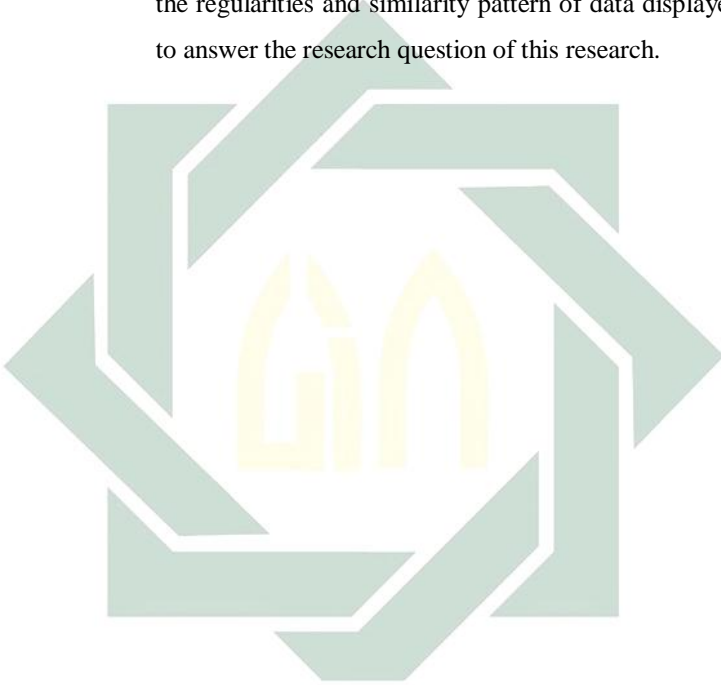 the regularities and similarity pattern of data displaye
to answer the research question of this research.